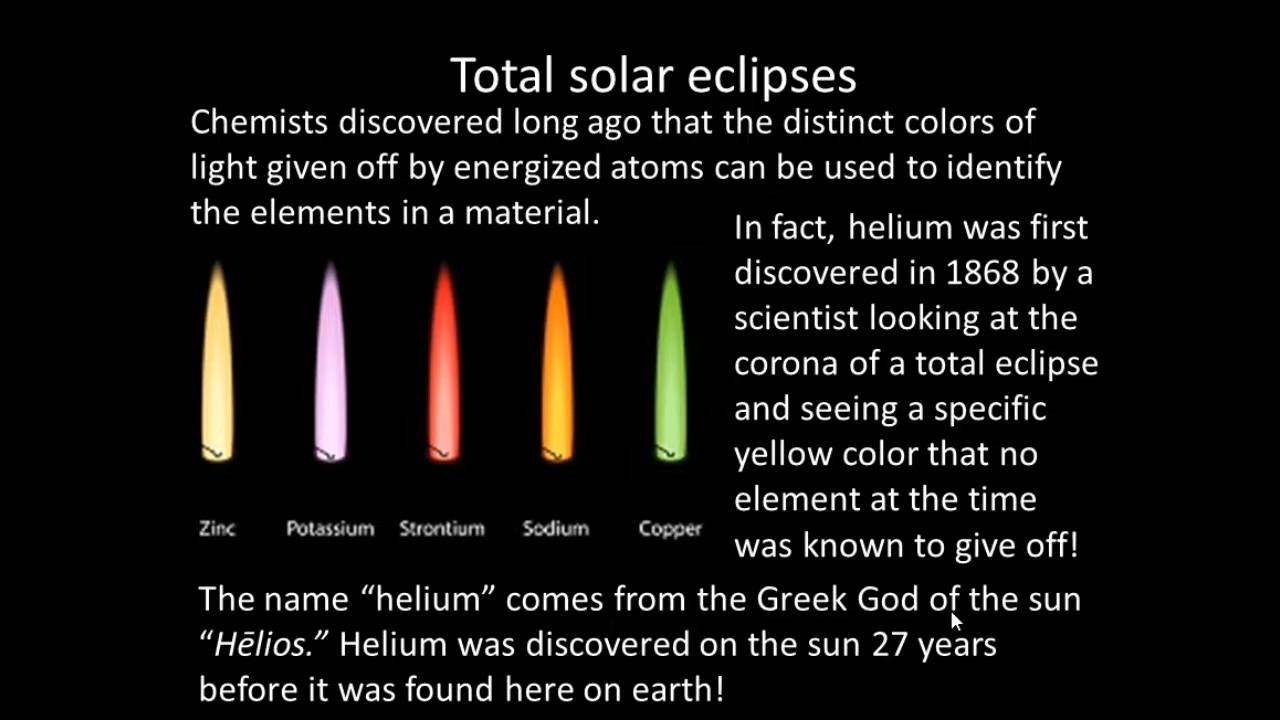 Total solar eclipses
Chemists discovered long ago that the distinct colors of
light given off by energized atoms can be used to identify
the elements in a material.
In fact, helium was first
discovered in 1868 by a
scientist looking at the
corona of a total eclipse
and seeing a specific
yellow color that no
element at the time
was known to give off!
Zinc Potassium Strontium Sodium Copper
The name “helium” comes from the Greek God of the sun
“Hēlios.” Helium was discovered on the sun 27 years
before it was found here on earth!